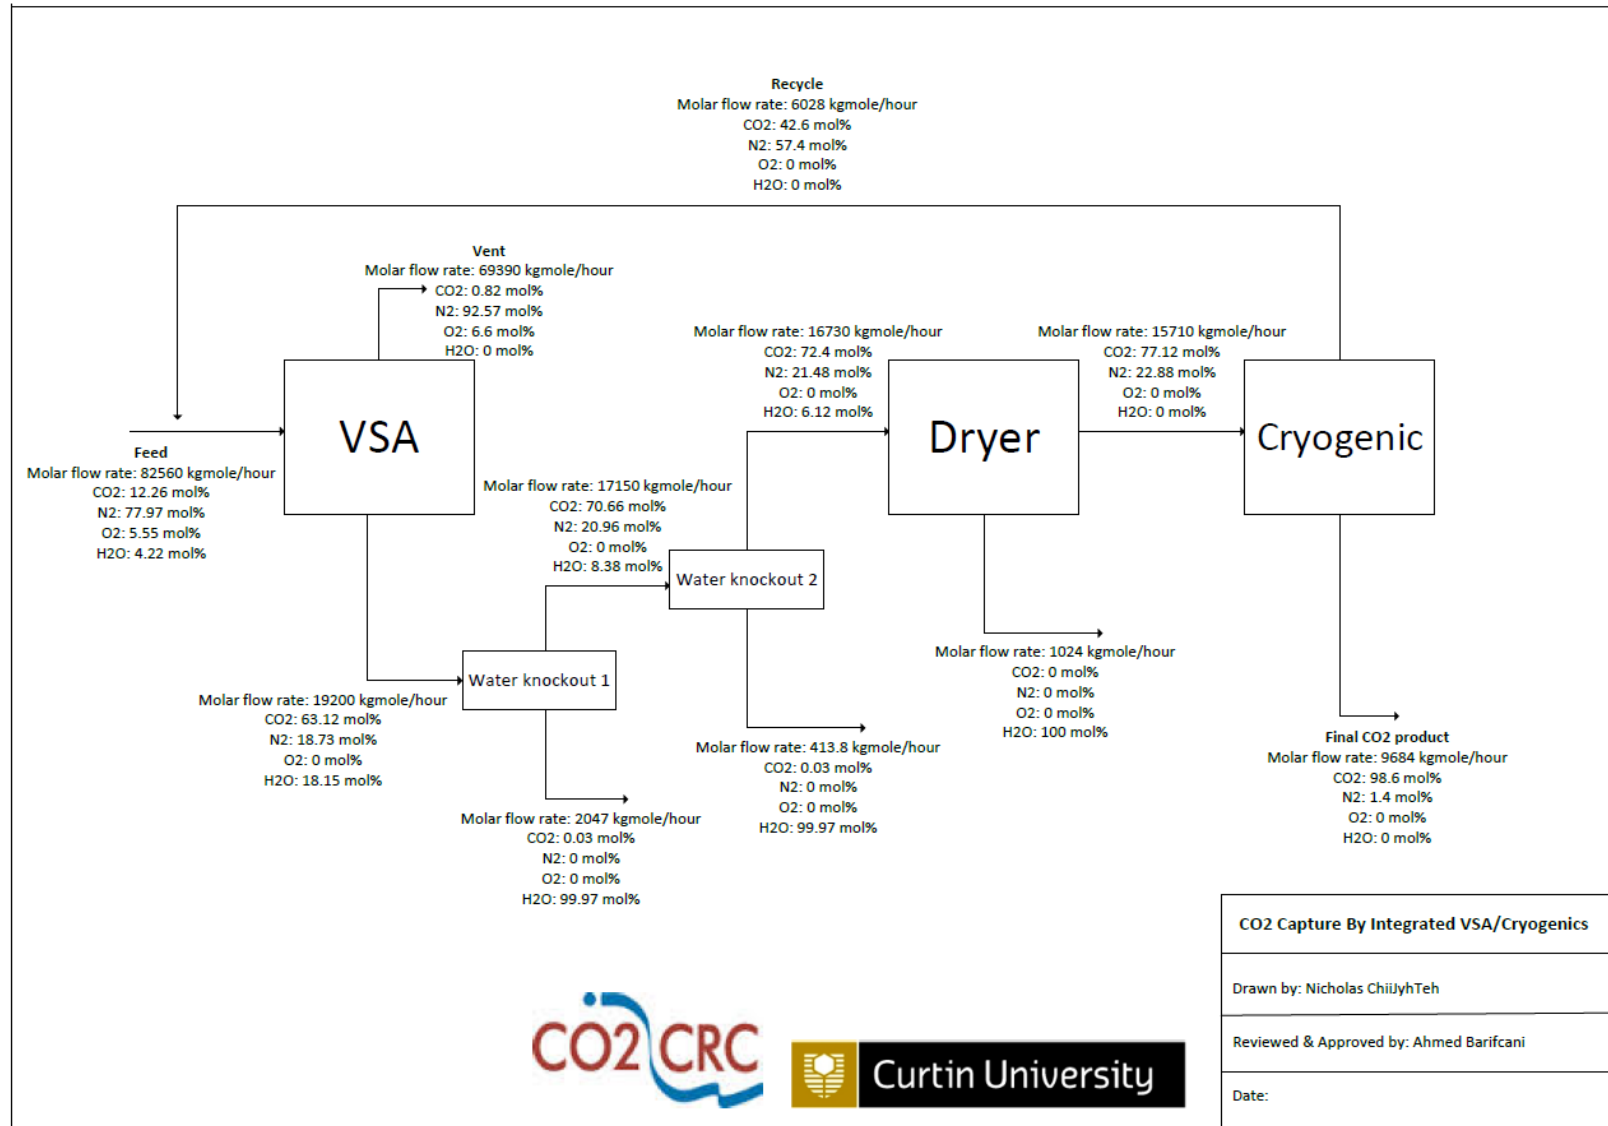 Recycle
Molar flow rate: 6028 kgmole/hour
CO2: 42.6 mol%
N2: 57.4 mol%
O2: 0 mol%
H2O: 0 mol%
Vent
Molar flow rate: 69390 kgmole/hour
CO2: 0.82 mol%
N2: 92.57 mol%
O2: 6.6 mol%
H2O: 0 mol%
VSA
Feed
Molar flow rate: 82560 kgmole/hour
CO2: 12.26 mol%
N2: 77.97 mol%
O2: 5.55 mol%
H2O: 4.22 mol%
Molar flow rate: 19200 kgmole/hour
CO2: 63.12 mol%
N2: 18.73 mol%
O2: 0 mol%
H2O: 18.15 mol%
Water knockout 1
Molar flow rate: 2047 kgmole/hour
CO2: 0.03 mol%
N2: 0 mol%
O2: 0 mol%
H2O: 99.97 mol%
Molar flow rate: 17150 kgmole/hour
CO2: 70.66 mol%
N2: 20.96 mol%
O2: 0 mol%
H2O: 8.38 mol%
Water knockout 2
Molar flow rate: 413.8 kgmole/hour
CO2: 0.03 mol%
N2: 0 mol%
O2: 0 mol%
H2O: 99.97 mol%
Molar flow rate: 16730 kgmole/hour
CO2: 72.4 mol%
N2: 21.48 mol%
O2: 0 mol%
H2O: 6.12 mol%
Dryer
Molar flow rate: 1024 kgmole/hour
CO2: 0 mol%
N2: 0 mol%
O2: 0 mol%
H2O: 100 mol%
Molar flow rate: 15710 kgmole/hour
CO2: 77.12 mol%
N2: 22.88 mol%
O2: 0 mol%
H2O: 0 mol%
Cryogenic
Final CO2 product
Molar flow rate: 9684 kgmole/hour
CO2: 98.6 mol%
N2: 1.4 mol%
O2: 0 mol%
H2O: 0 mol%
CO2 CRC
Curtin University
CO2 Capture By Integrated VSA/Cryogenics
Drawn by: Nicholas ChiiJyhTeh
Reviewed & Approved by: Ahmed Barifcani
Date: